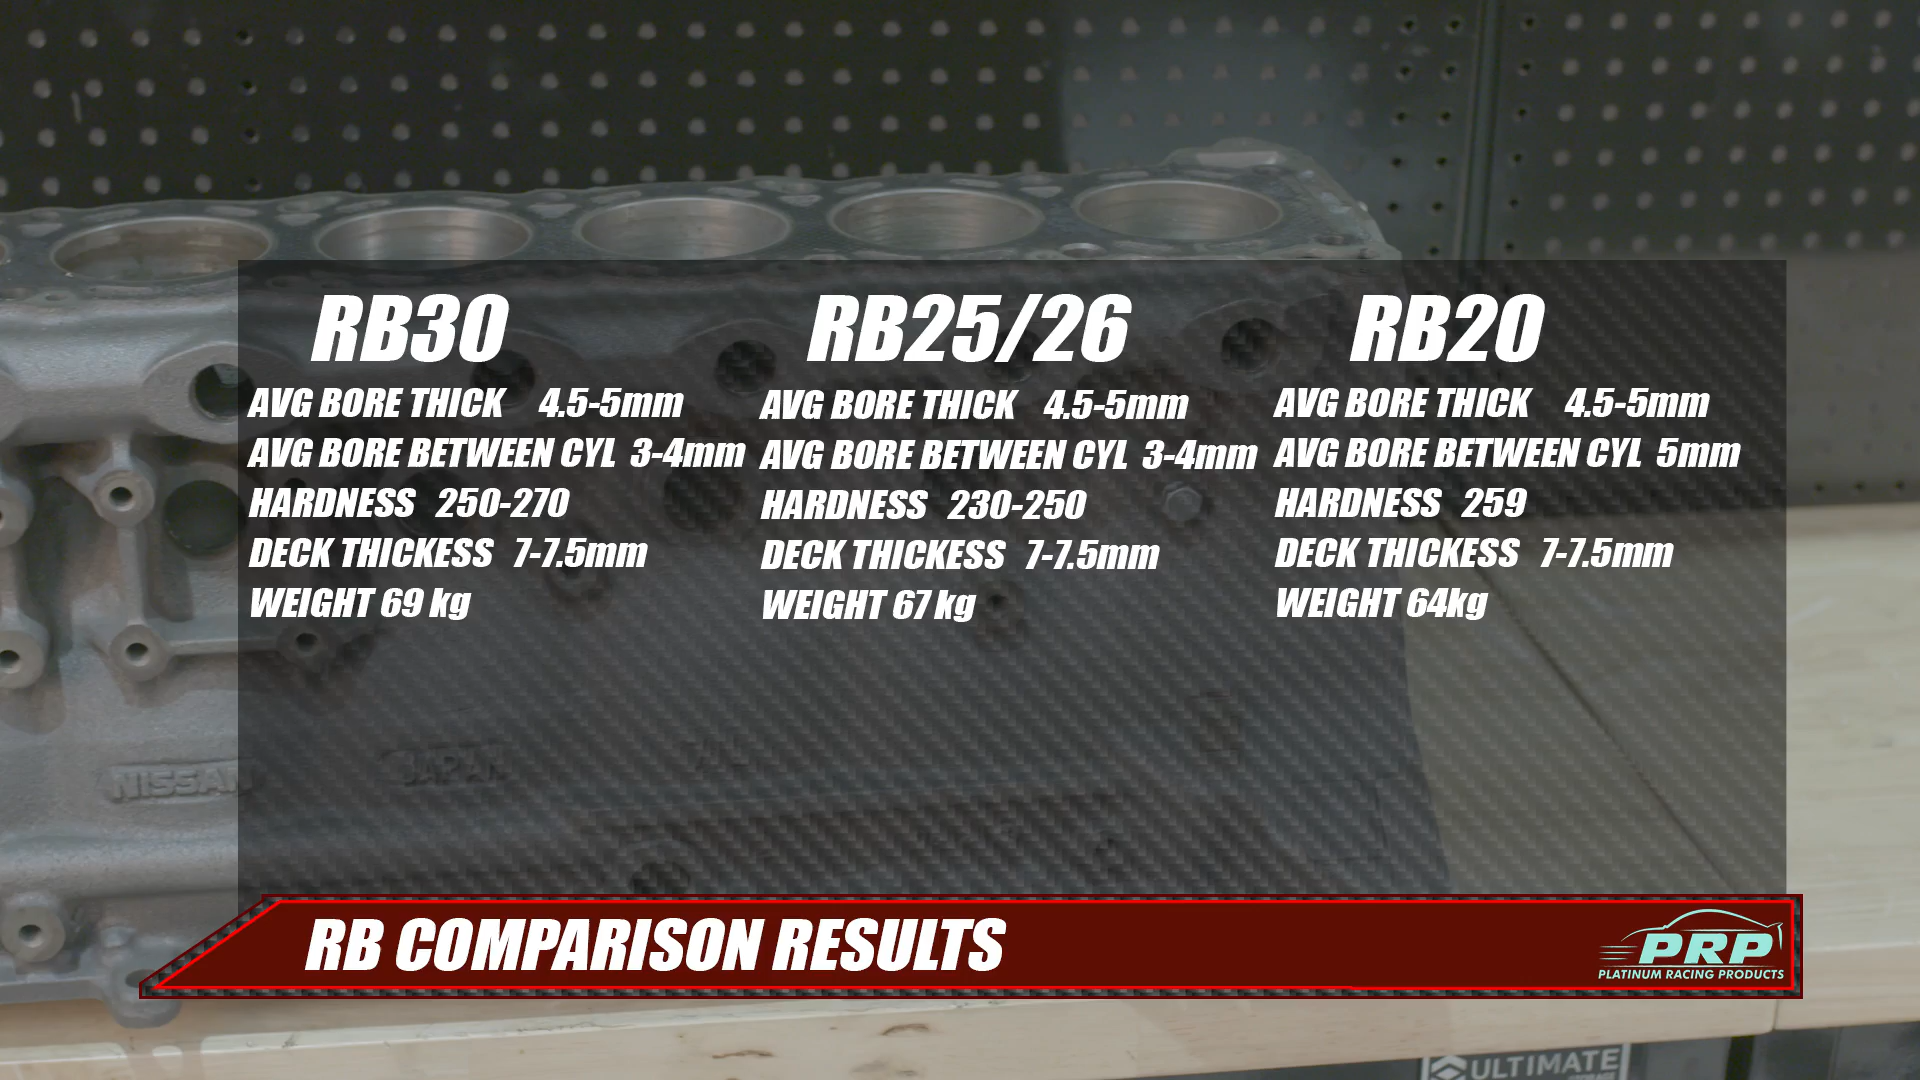 RB30
AVG BORE THICK 4.5-5mm
AVG BORE BETWEEN CYL 3-4mm
HARDNESS 250-270
DECK THICKESS 7-7.5mm
WEIGHT 69 kg
RB25/26
AVG BORE THICK 4.5-5mm
AVG BORE BETWEEN CYL 3-4mm
HARDNESS 230-250
DECK THICKESS 7-7.5mm
WEIGHT 67 kg
RB20
AVG BORE THICK 4.5-5mm
AVG BORE BETWEEN CYL 5mm
HARDNESS 259
DECK THICKESS 7-7.5mm
WEIGHT 64kg
NISSAN
JAPAN
RB COMPARISON RESULTS
PRP
PLATINUM RACING PRODUCTS
ULTIMATE